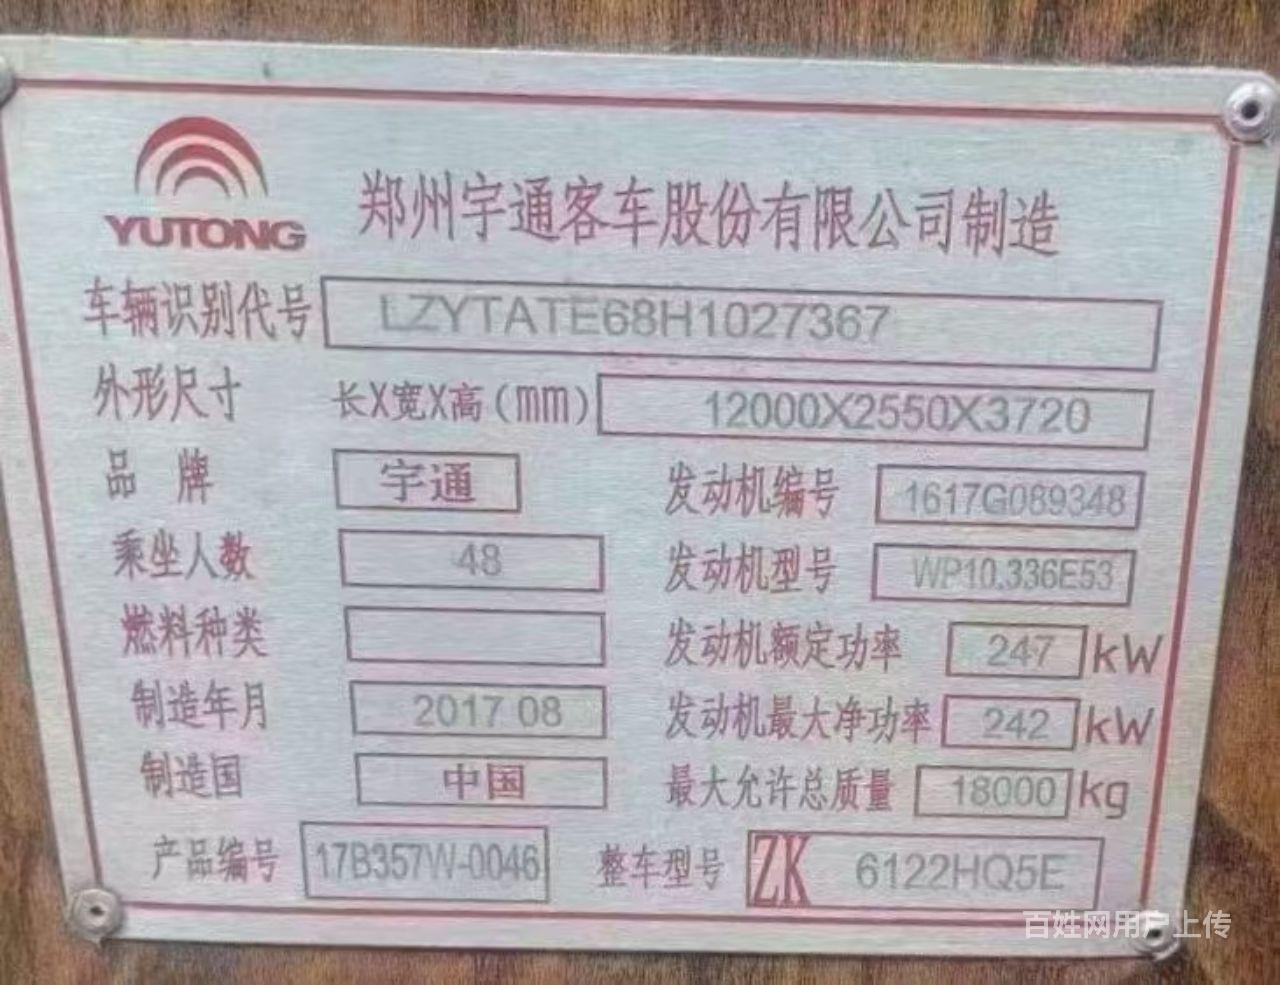 YUTONG
郑州宇通客车股份有限公司制造
车辆识别代号 LZYTATE68H1027367
外形尺寸 长X宽X高(mm) 12000X2550X3720
品 牌 宇通 发动机编号 1617G089348
乘坐人数 48 发动机型号 WP10.336E53
燃料种类 发动机额定功率 247 kW
制造年月 2017 08 发动机最大净功率 242 kW
制造国 中国 最大允许总质量 18000 kg
产品编号 17B357W-0046 整车型号 ZK 6122HQ5E
百姓网用户上传